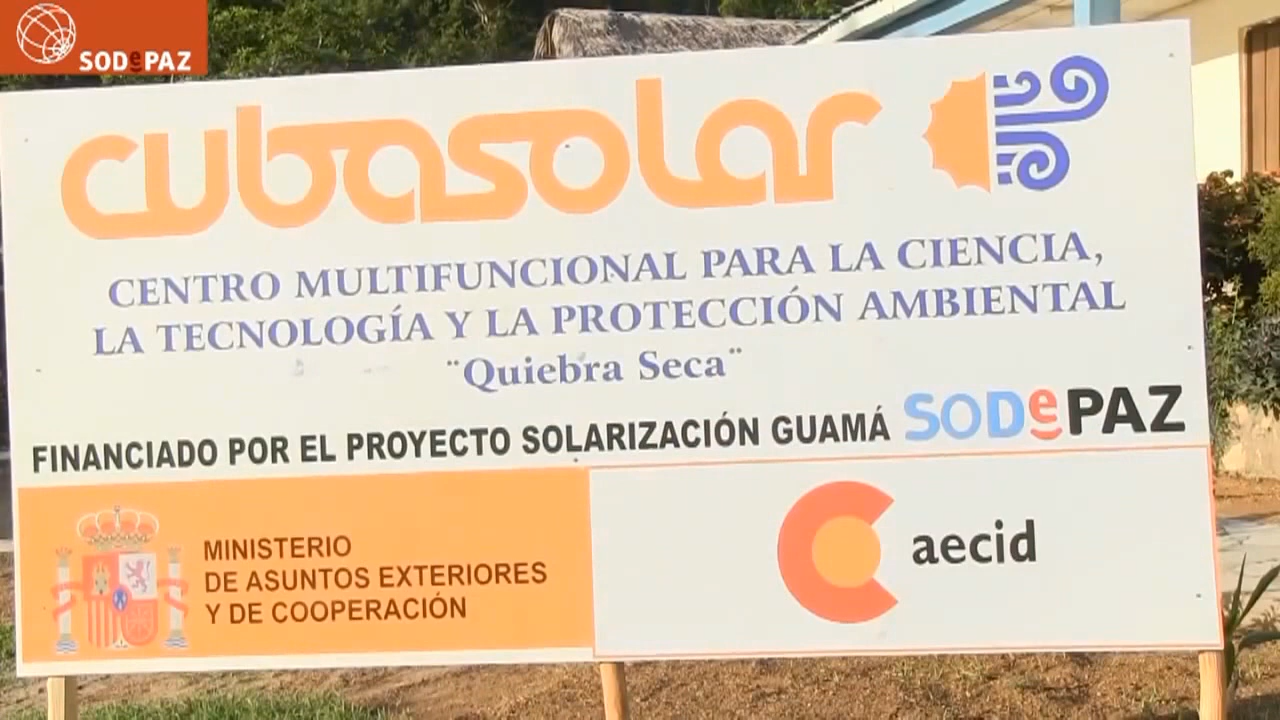 SODePAZ
cubasolar
CENTRO MULTIFUNCIONAL PARA LA CIENCIA,
LA TECNOLOGÍA Y LA PROTECCIÓN AMBIENTAL
¨Quiebra Seca¨
FINANCIADO POR EL PROYECTO SOLARIZACIÓN GUAMÁ SODePAZ
MINISTERIO
DE ASUNTOS EXTERIORES
Y DE COOPERACIÓN
aecid